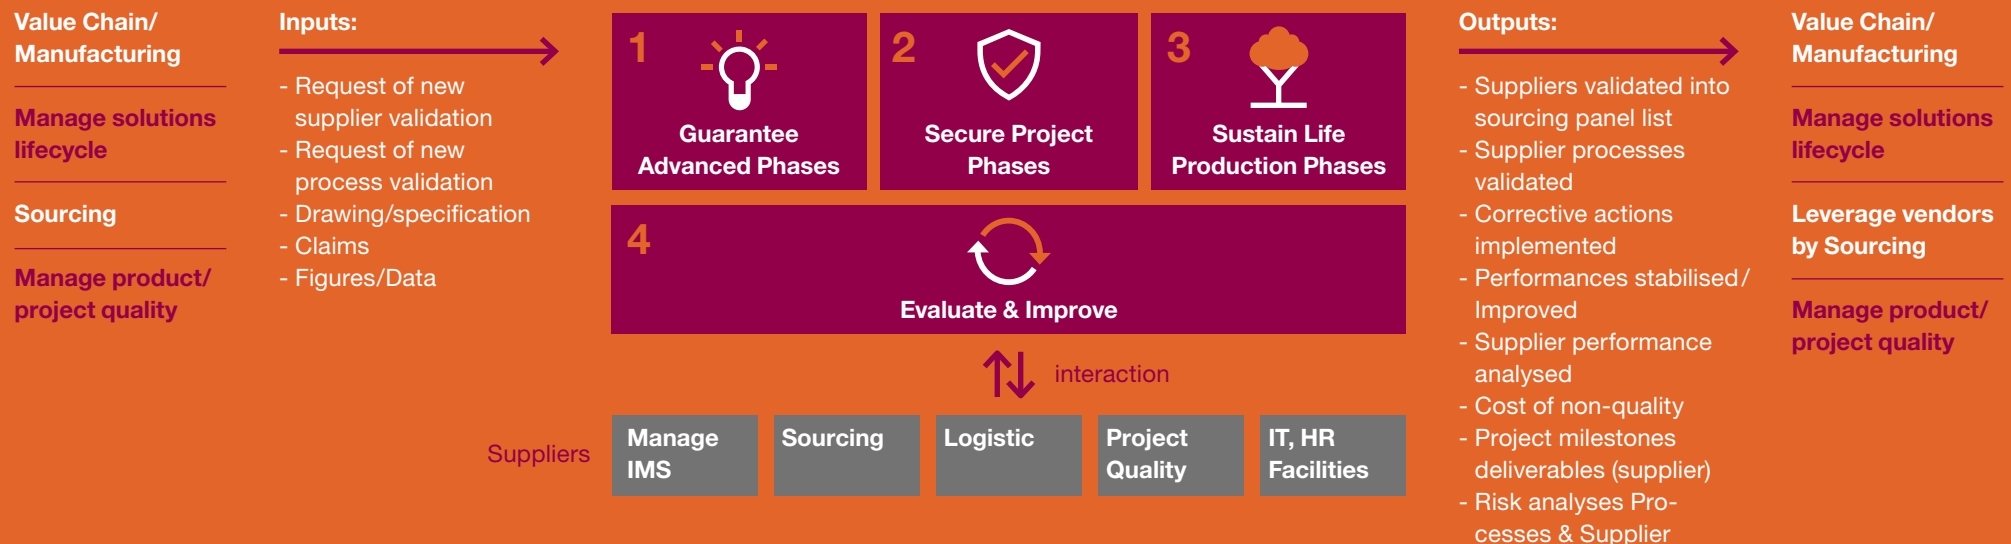 Value Chain/
Manufacturing
Manage solutions
lifecycle
Sourcing
Manage product/
project quality
Inputs:
- Request of new
supplier validation
- Request of new
process validation
- Drawing/specification
- Claims
- Figures/Data
1
Guarantee
Advanced Phases
2
Secure Project
Phases
3
Sustain Life
Production Phases
4
Evaluate & Improve
interaction
Suppliers
Manage
IMS
Sourcing
Logistic
Project
Quality
IT, HR
Facilities
Outputs:
- Suppliers validated into
sourcing panel list
- Supplier processes
validated
- Corrective actions
implemented
- Performances stabilised/
Improved
- Supplier performance
analysed
- Cost of non-quality
- Project milestones
deliverables (supplier)
- Risk analyses Pro-
cesses & Supplier
Value Chain/
Manufacturing
Manage solutions
lifecycle
Leverage vendors
by Sourcing
Manage product/
project quality